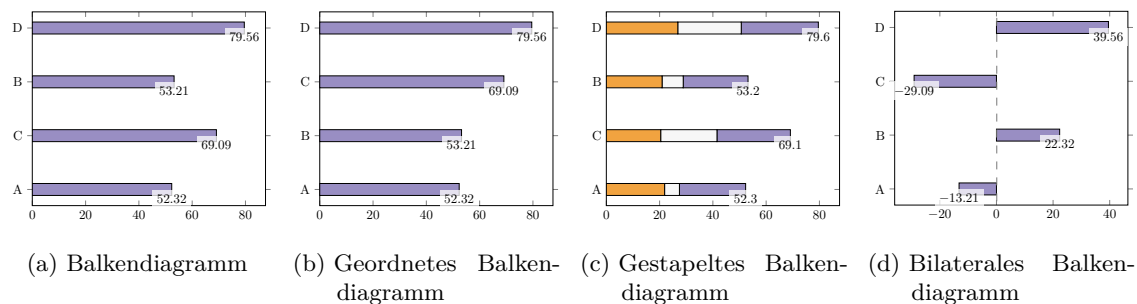 D
B
C
A
79.56
53.21
69.09
52.32
0 20 40 60 80
(a) Balkendiagramm
D
C
B
A
79.56
69.09
53.21
52.32
0 20 40 60 80
(b) Geordnetes Balken-
diagramm
D
B
C
A
79.6
53.2
69.1
52.3
0 20 40 60 80
(c) Gestapeltes Balken-
diagramm
D
C
B
A
39.56
−29.09
22.32
−13.21
−20 0 20 40
(d) Bilaterales Balken-
diagramm